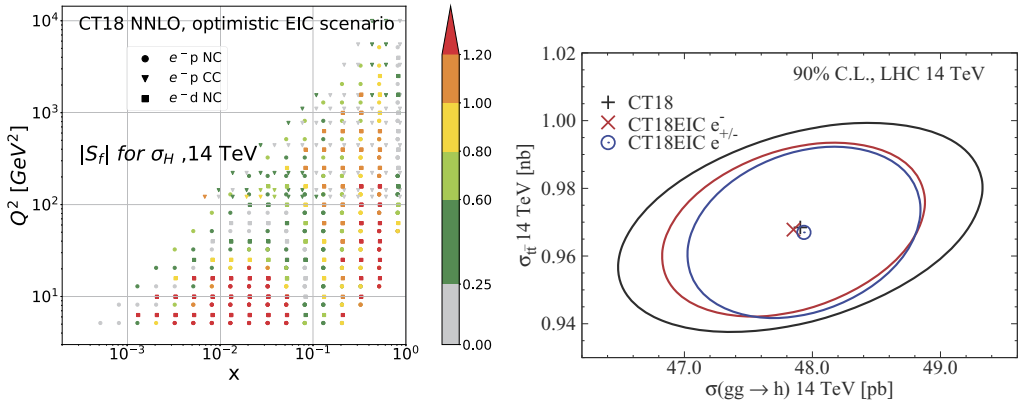 CT18 NNLO, optimistic EIC scenario
e⁻p NC
e⁻p CC
e⁻d NC
|S_f| for σ_H ,14 TeV
Q² [GeV²]
10⁴
10³
10²
10¹
10⁻³
10⁻²
10⁻¹
10⁰
x
1.20
1.00
0.80
0.60
0.25
0.00
90% C.L., LHC 14 TeV
CT18
CT18EIC e⁻
CT18EIC e⁺/⁻
σ_tt̄ 14 TeV [nb]
1.02
1.00
0.98
0.96
0.94
47.0
48.0
49.0
σ(gg → h) 14 TeV [pb]